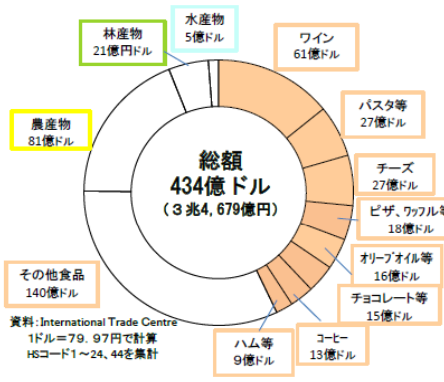 林産物
21億円ドル
水産物
5億ドル
ワイン
61億ドル
パスタ等
27億ドル
チーズ
27億ドル
ピザ、ワッフル等
18億ドル
オリーブオイル等
16億ドル
チョコレート等
15億ドル
コーヒー
13億ドル
ハム等
9億ドル
その他食品
140億ドル
農産物
81億ドル
総額
434億ドル
(3兆4,679億円)
資料:International Trade Centre
1ドル=79.97円で計算
HSコード1~24、44を集計